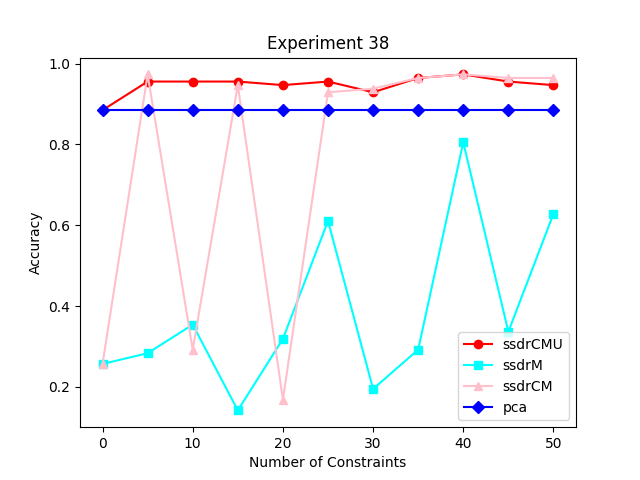 Experiment 38
Accuracy
1.0
0.8
0.6
0.4
0.2
0 10 20 30 40 50
Number of Constraints
ssdrCMU
ssdrM
ssdrCM
pca